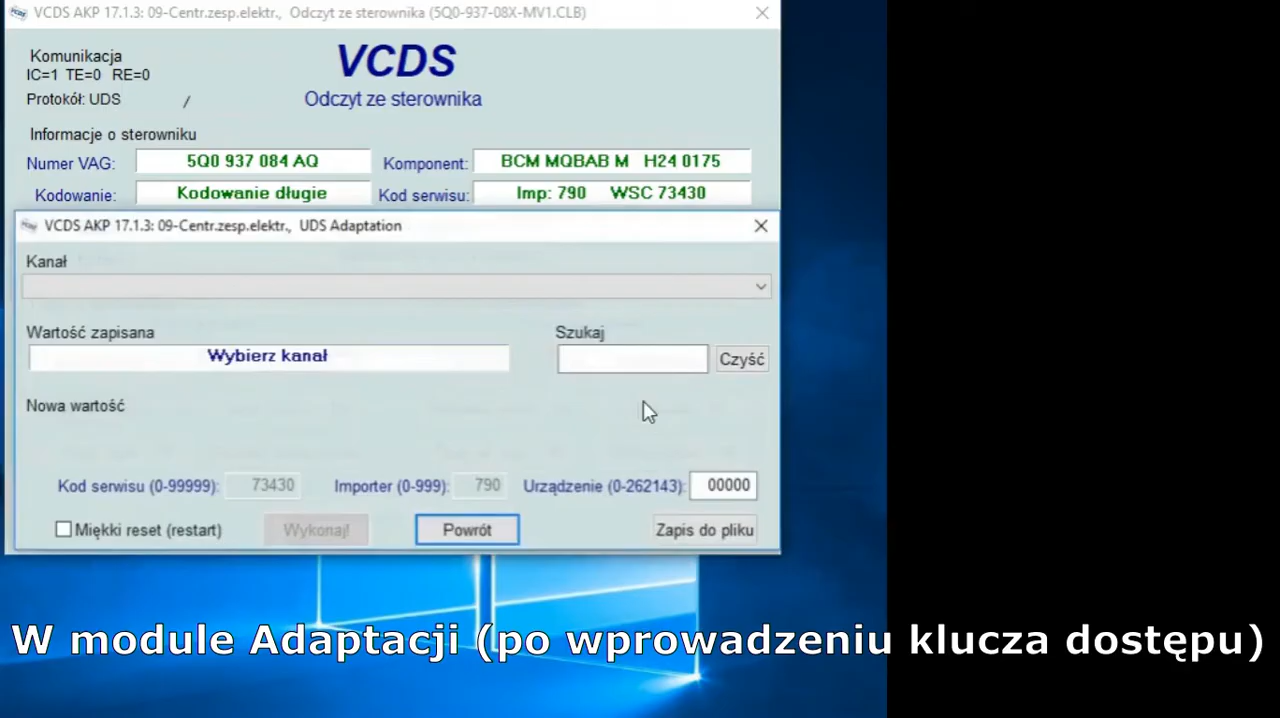 VCDS AKP 17.1.3: 09-Centr.zesp.elektr., Odczyt ze sterownika (5Q0-937-08X-MV1.CLB)
Komunikacja
IC=1 TE=0 RE=0
Protokół: UDS /
VCDS
Odczyt ze sterownika
Informacje o sterowniku
Numer VAG: 5Q0 937 084 AQ Komponent: BCM MQBAB M H24 0175
Kodowanie: Kodowanie długie Kod serwisu: Imp: 790 WSC 73430
VCDS AKP 17.1.3: 09-Centr.zesp.elektr., UDS Adaptation
Kanał
Wartość zapisana Szukaj
Wybierz kanał Czyść
Nowa wartość
Kod serwisu (0-99999): 73430 Importer (0-999): 790 Urządzenie (0-262143): 00000
Miękki reset (restart) Wykonaj! Powrót Zapis do pliku
W module Adaptacji (po wprowadzeniu klucza dostępu)